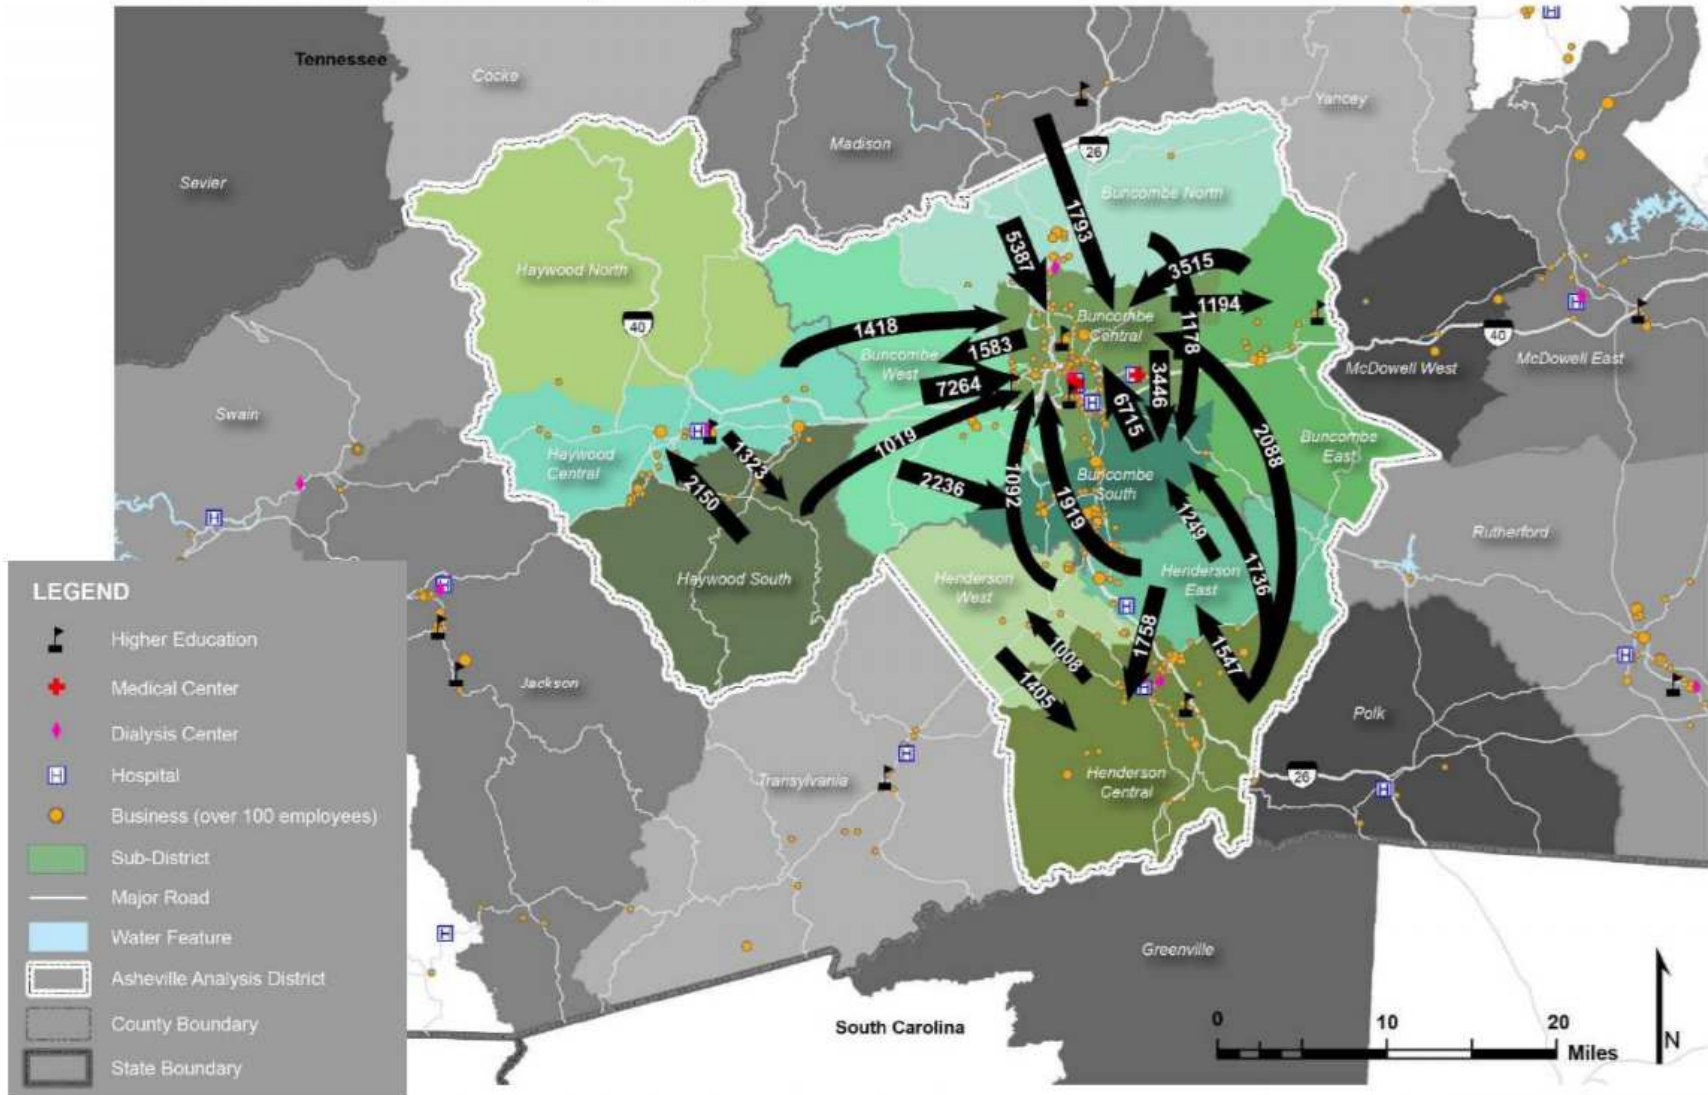 Tennessee
Cocke
Yancey
Madison
26
Sevier
Buncombe North
1793
5387
3515
Haywood North
1194
40
1418
Buncombe
Central
1178
1583
Buncombe
West
40
McDowell East
McDowell West
7264
3446
6715
Swain
1019
2088
Buncombe
East
1323
Haywood
Central
2150
2236
1092
Buncombe
South
1919
1249
Rutherford
Haywood South
Henderson
West
Henderson
East
1736
1758
1547
1008
1405
Jackson
Polk
Transylvania
Henderson
Central
26
Greenville
South Carolina
LEGEND
Higher Education
Medical Center
Dialysis Center
H Hospital
Business (over 100 employees)
Sub-District
Major Road
Water Feature
Asheville Analysis District
County Boundary
State Boundary
0 10 20
Miles
N